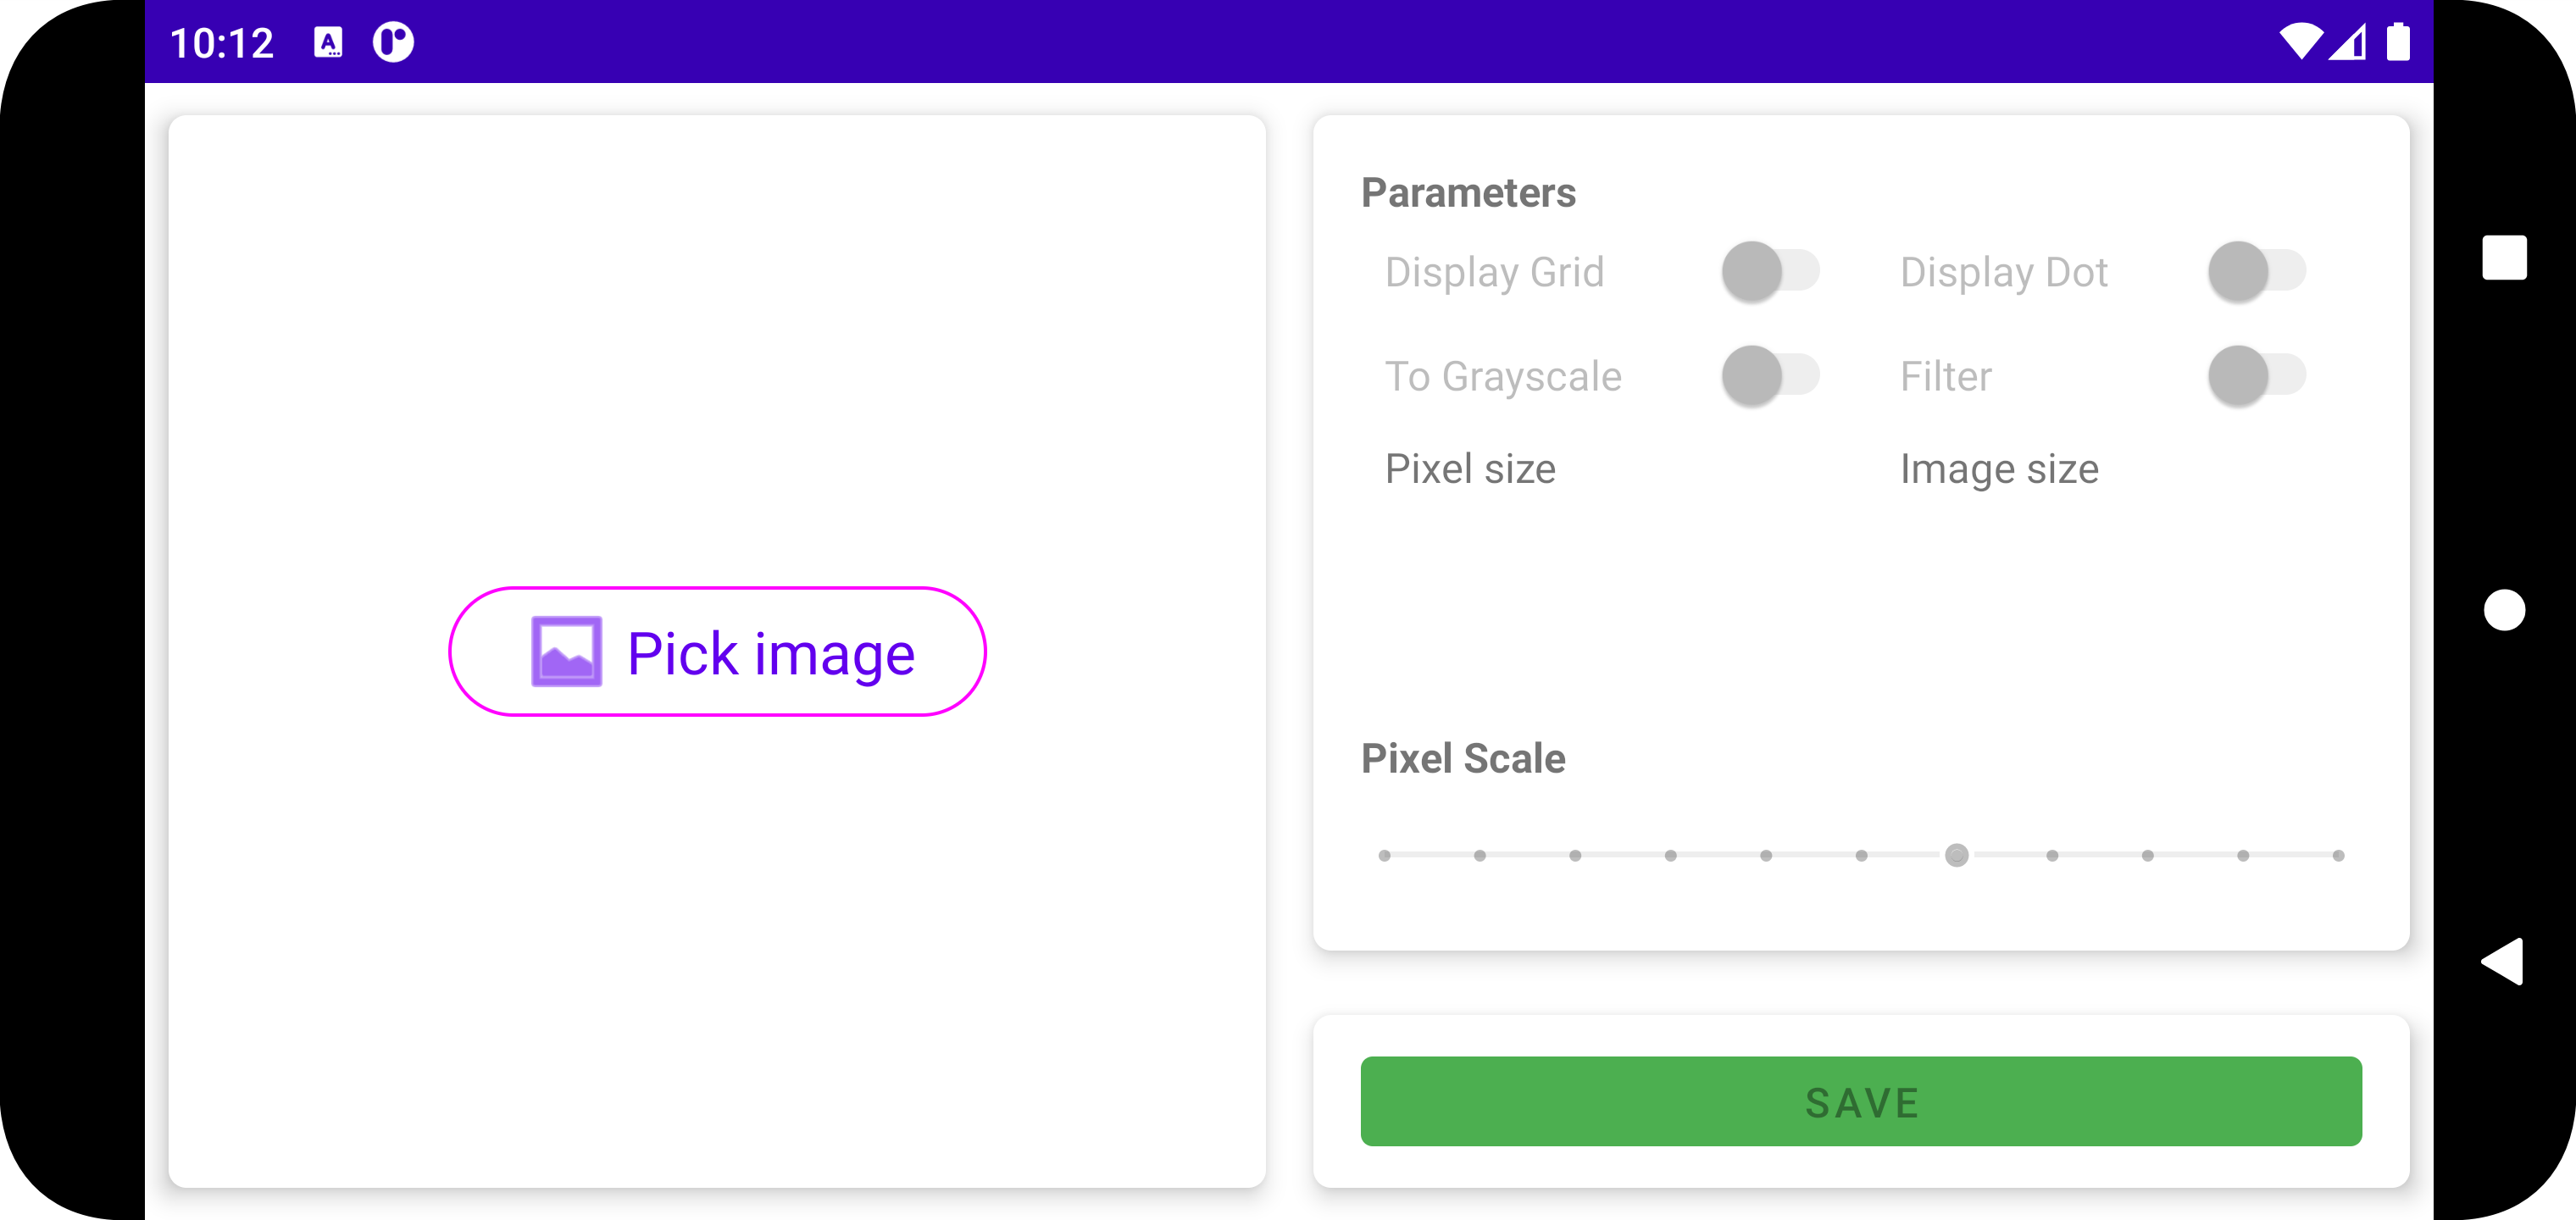 10:12
Pick image
Parameters
Display Grid
Display Dot
To Grayscale
Filter
Pixel size
Image size
Pixel Scale
SAVE